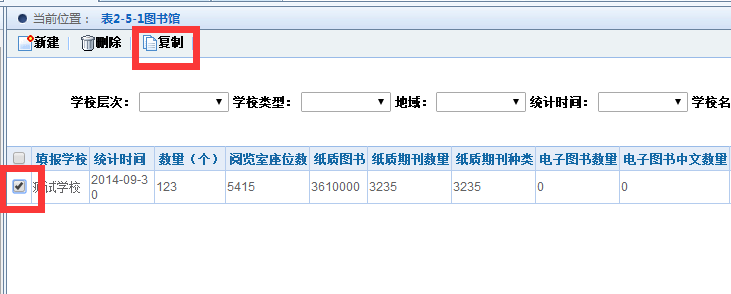 当前位置： 表2-5-1图书馆
新建 删除 复制
学校层次： 学校类型： 地域： 统计时间： 学校名
填报学校 统计时间 数量（个） 阅览室座位数 纸质图书 纸质期刊数量 纸质期刊种类 电子图书数量 电子图书中文数量
测试学校 2014-09-30 123 5415 3610000 3235 3235 0 0